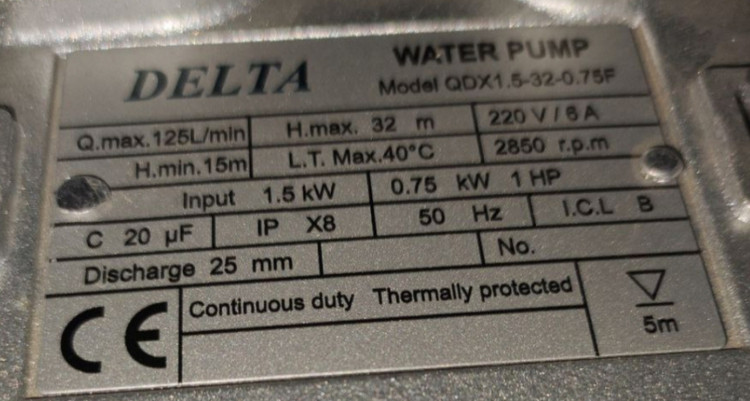 DELTA
WATER PUMP
Model QDX1.5-32-0.75F
Q.max.125L/min H.max. 32 m 220 V / 6 A
H.min.15m L.T. Max.40°C 2850 r.p.m
Input 1.5 kW 0.75 kW 1 HP
C 20 µF IP X8 50 Hz I.C.L B
Discharge 25 mm No.
CE Continuous duty Thermally protected
5m